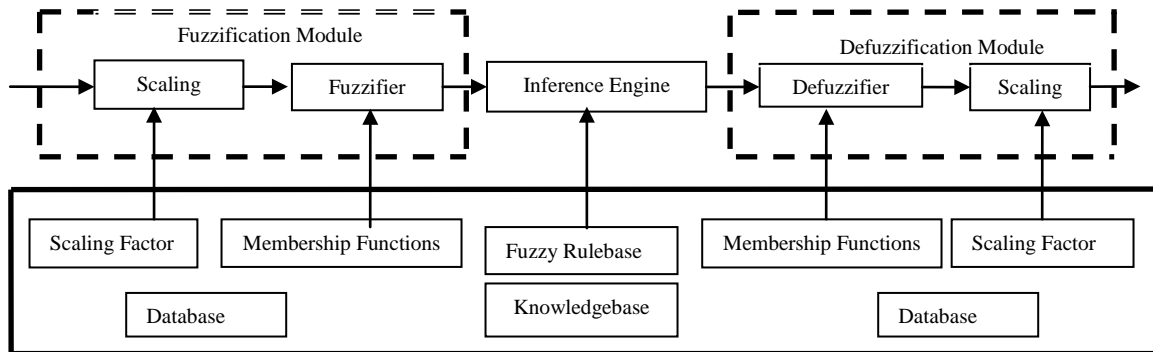 Fuzzification Module
Defuzzification Module
Scaling
Fuzzifier
Inference Engine
Defuzzifier
Scaling
Scaling Factor
Membership Functions
Fuzzy Rulebase
Membership Functions
Scaling Factor
Knowledgebase
Database
Database